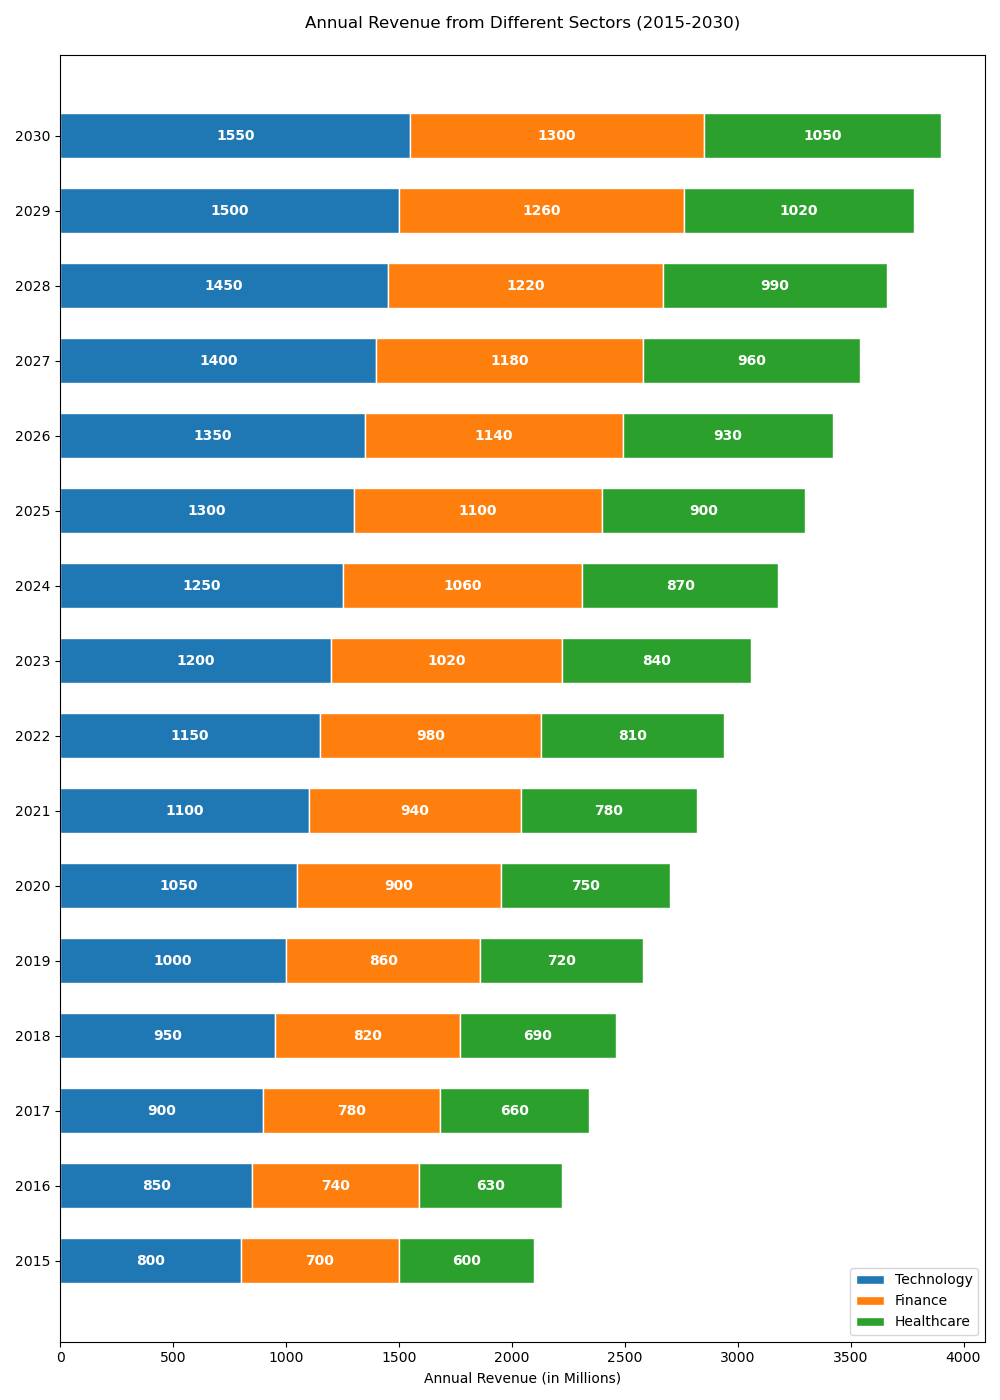 Annual Revenue from Different Sectors (2015-2030)
2030 1550 1300 1050
2029 1500 1260 1020
2028 1450 1220 990
2027 1400 1180 960
2026 1350 1140 930
2025 1300 1100 900
2024 1250 1060 870
2023 1200 1020 840
2022 1150 980 810
2021 1100 940 780
2020 1050 900 750
2019 1000 860 720
2018 950 820 690
2017 900 780 660
2016 850 740 630
2015 800 700 600
Technology
Finance
Healthcare
0 500 1000 1500 2000 2500 3000 3500 4000
Annual Revenue (in Millions)